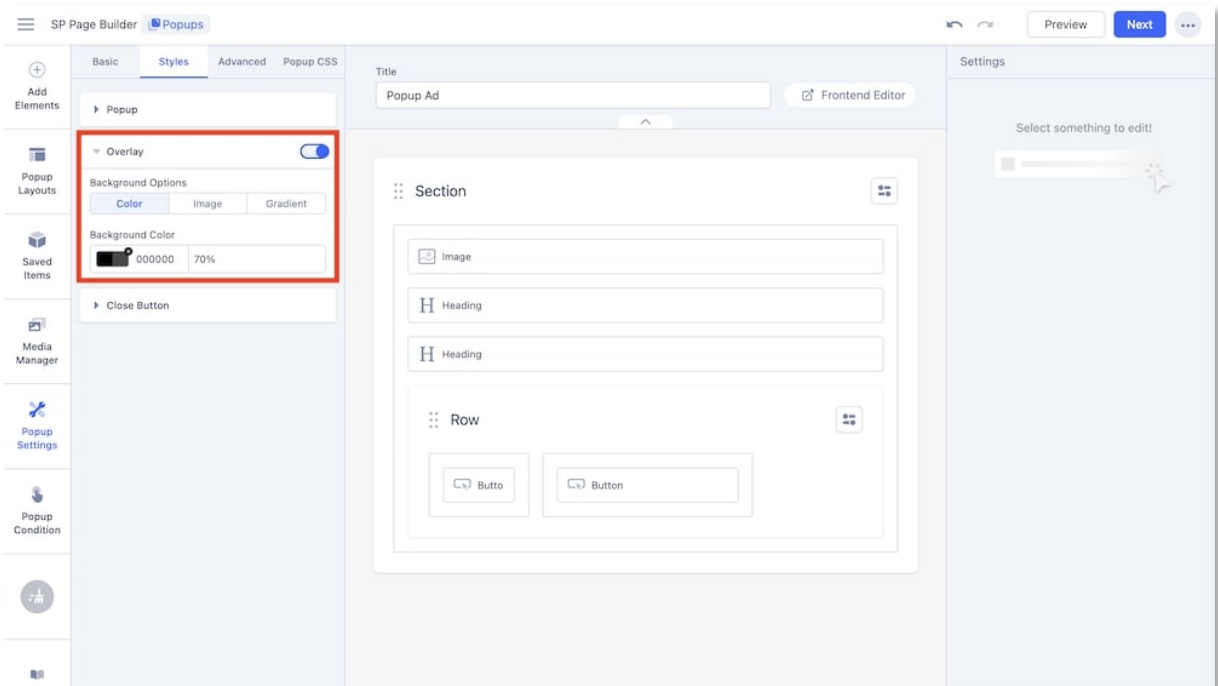 SP Page Builder Popups
Preview
Next
Add
Elements
Popup
Layouts
Saved
Items
Media
Manager
Popup
Settings
Popup
Condition
Basic Styles Advanced Popup CSS
Popup
Overlay
Background Options
Color Image Gradient
Background Color
000000 70%
Close Button
Title
Popup Ad
Frontend Editor
Section
Image
H Heading
H Heading
Row
Butto
Button
Settings
Select something to edit!